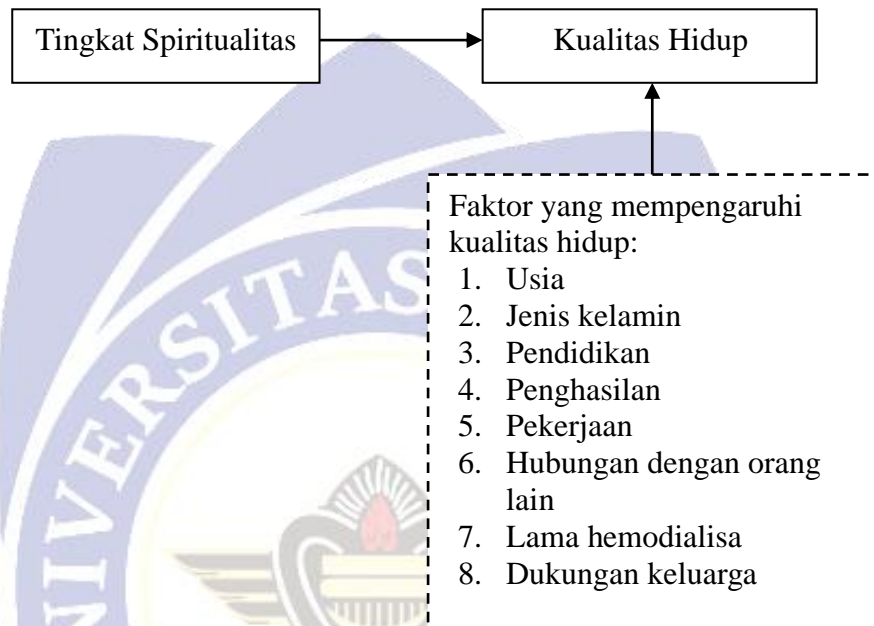 Tingkat Spiritualitas
Kualitas Hidup
Faktor yang mempengaruhi
kualitas hidup:
1. Usia
2. Jenis kelamin
3. Pendidikan
4. Penghasilan
5. Pekerjaan
6. Hubungan dengan orang
lain
7. Lama hemodialisa
8. Dukungan keluarga
NIVERSITAS